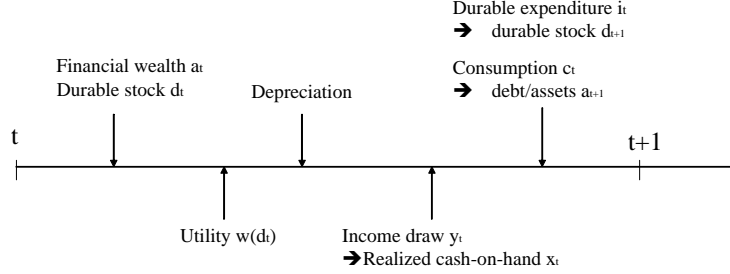 Durable expenditure iₜ
➔ durable stock dₜ₊₁
Financial wealth aₜ
Durable stock dₜ
Depreciation
Consumption cₜ
➔ debt/assets aₜ₊₁
t
t+1
Utility w(dₜ)
Income draw yₜ
➔Realized cash-on-hand xₜ